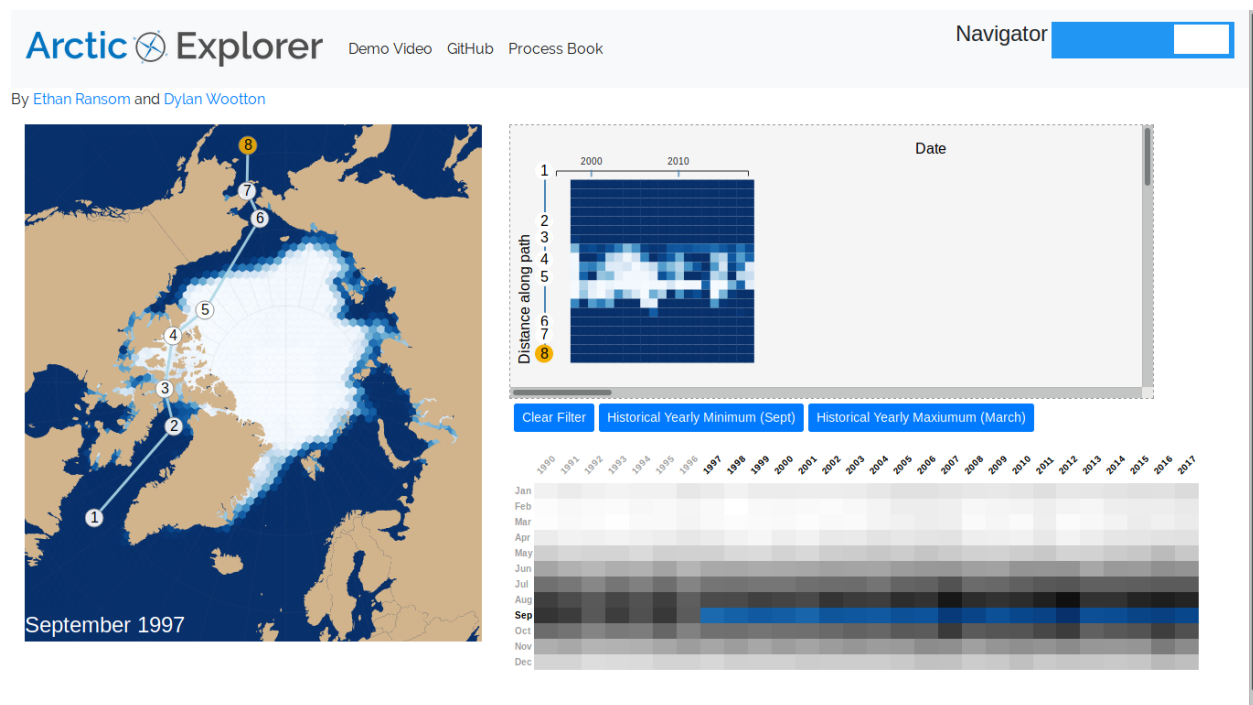 Arctic Explorer Demo Video GitHub Process Book Navigator
By Ethan Ransom and Dylan Wootton
8
7
6
5
4
3
2
1
September 1997
Date
2000 2010
Distance along path
1
2
3
4
5
6
7
8
Clear Filter Historical Yearly Minimum (Sept) Historical Yearly Maxiumum (March)
1990 1991 1992 1993 1994 1995 1996 1997 1998 1999 2000 2001 2002 2003 2004 2005 2006 2007 2008 2009 2010 2011 2012 2013 2014 2015 2016 2017
Jan
Feb
Mar
Apr
May
Jun
Jul
Aug
Sep
Oct
Nov
Dec